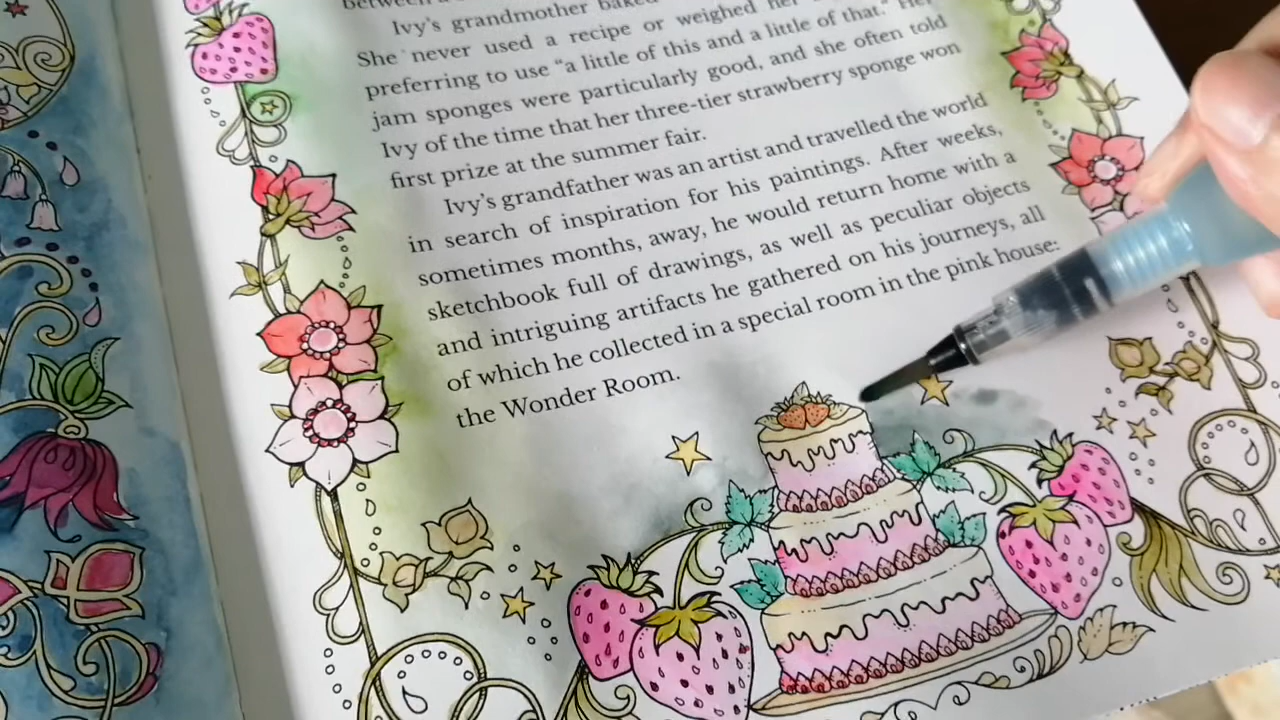 between a
Ivy's grandmother baked
She never used a recipe or weighed her
preferring to use “a little of this and a little of that.” Her
jam sponges were particularly good, and she often told
Ivy of the time that her three-tier strawberry sponge won
first prize at the summer fair.
Ivy's grandfather was an artist and travelled the world
in search of inspiration for his paintings. After weeks,
sometimes months, away, he would return home with a
sketchbook full of drawings, as well as peculiar objects
and intriguing artifacts he gathered on his journeys, all
of which he collected in a special room in the pink house:
the Wonder Room.